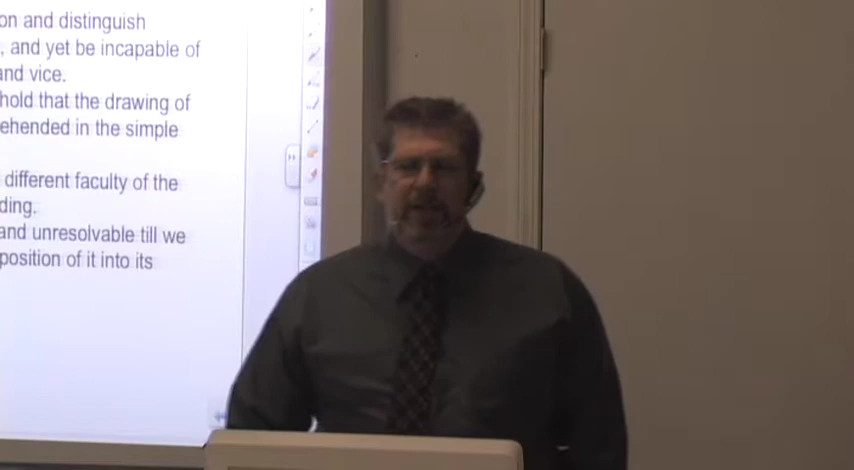 on and distinguish
, and yet be incapable of
and vice.
hold that the drawing of
ehended in the simple
different faculty of the
ding.
and unresolvable till we
position of it into its